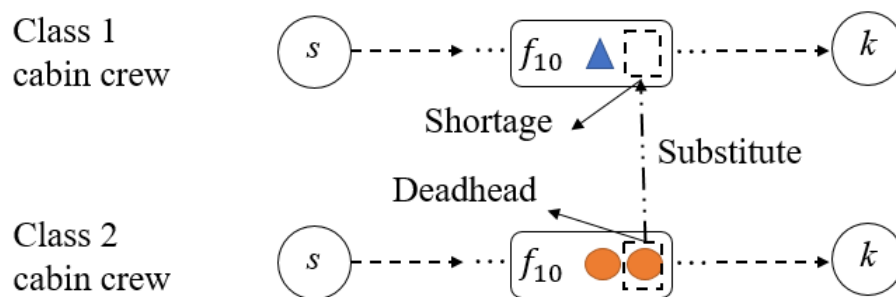 Class 1
cabin crew
s
...
f₁₀
...
k
Shortage
Substitute
Deadhead
Class 2
cabin crew
s
...
f₁₀
...
k